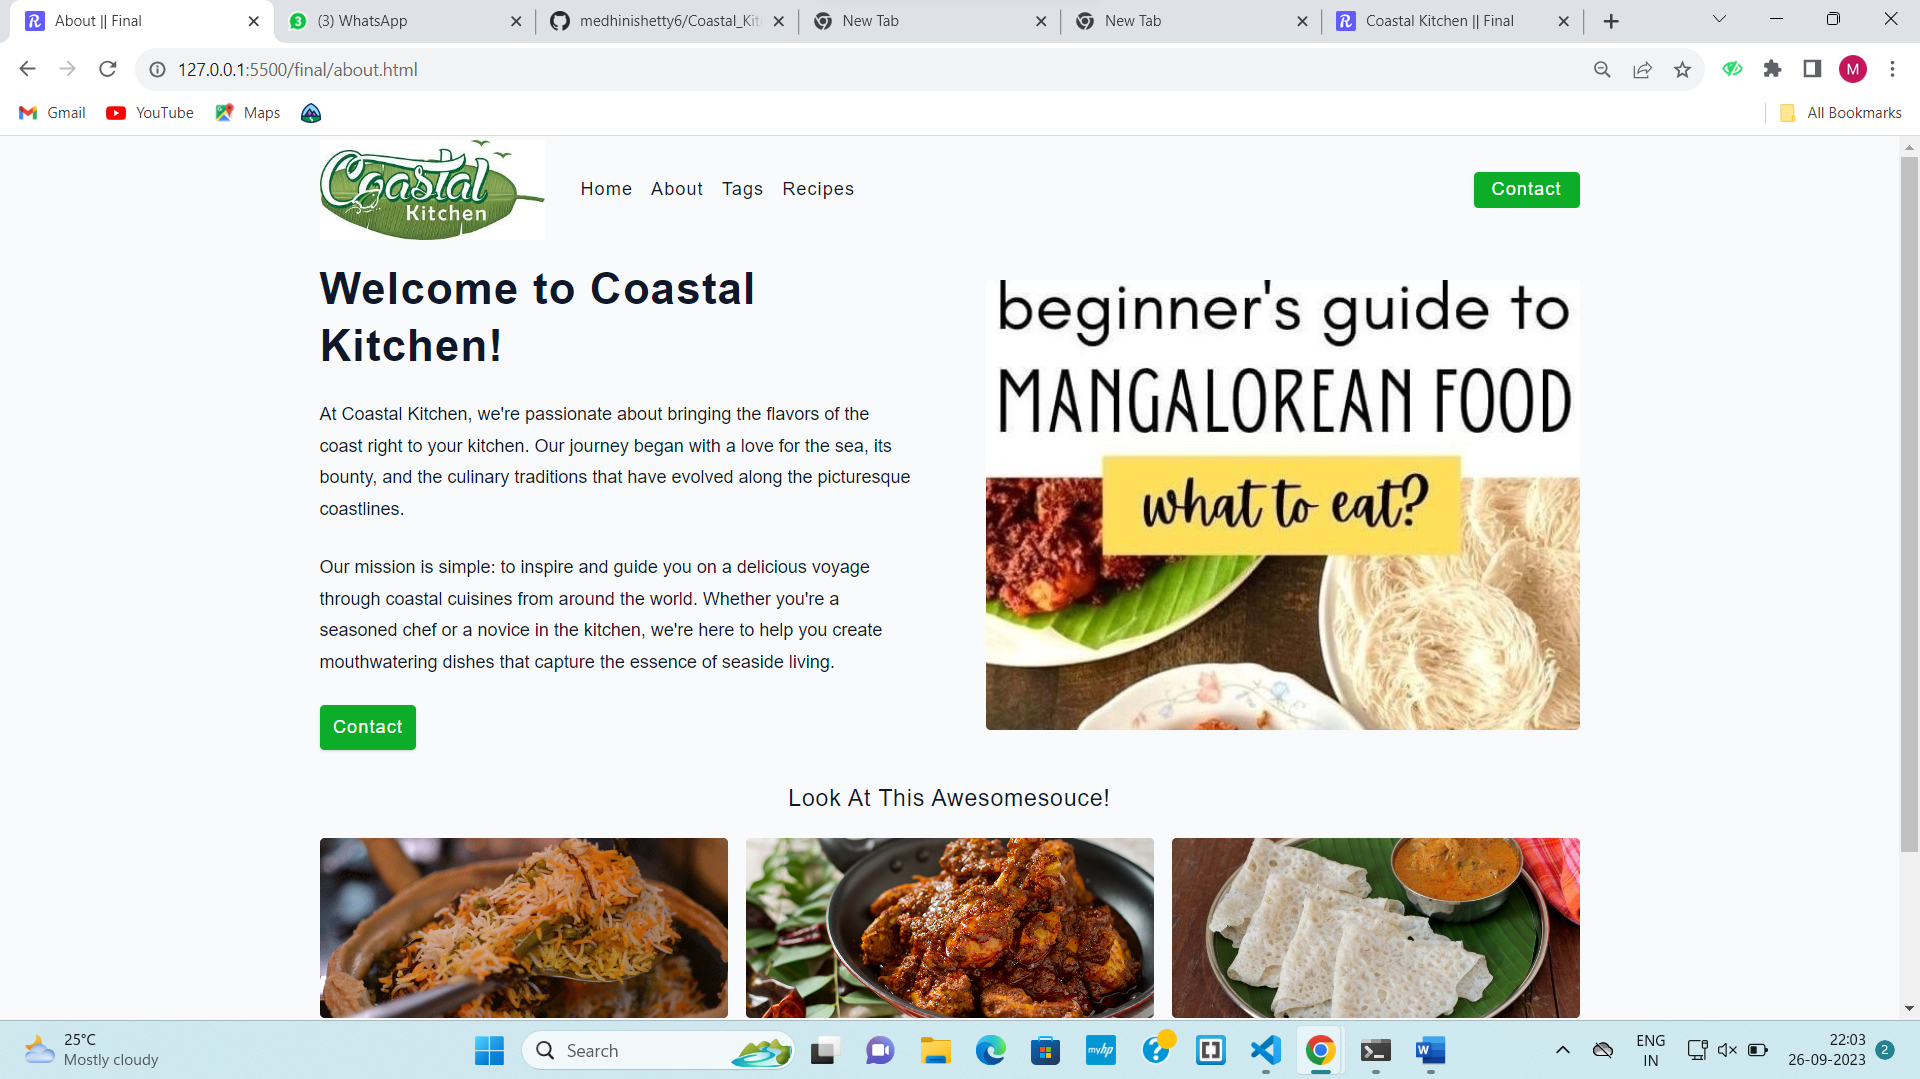 About || Final
(3) WhatsApp
medhinishetty6/Coastal_Kit
New Tab
New Tab
Coastal Kitchen || Final
127.0.0.1:5500/final/about.html
M
Gmail
YouTube
Maps
All Bookmarks
Coastal
Kitchen
Home
About
Tags
Recipes
Contact
Welcome to Coastal
Kitchen!
At Coastal Kitchen, we're passionate about bringing the flavors of the
coast right to your kitchen. Our journey began with a love for the sea, its
bounty, and the culinary traditions that have evolved along the picturesque
coastlines.
Our mission is simple: to inspire and guide you on a delicious voyage
through coastal cuisines from around the world. Whether you're a
seasoned chef or a novice in the kitchen, we're here to help you create
mouthwatering dishes that capture the essence of seaside living.
Contact
beginner's guide to
MANGALOREAN FOOD
what to eat?
Look At This Awesomesouce!
25°C
Mostly cloudy
Search
myhp
ENG
IN
22:03
26-09-2023
2